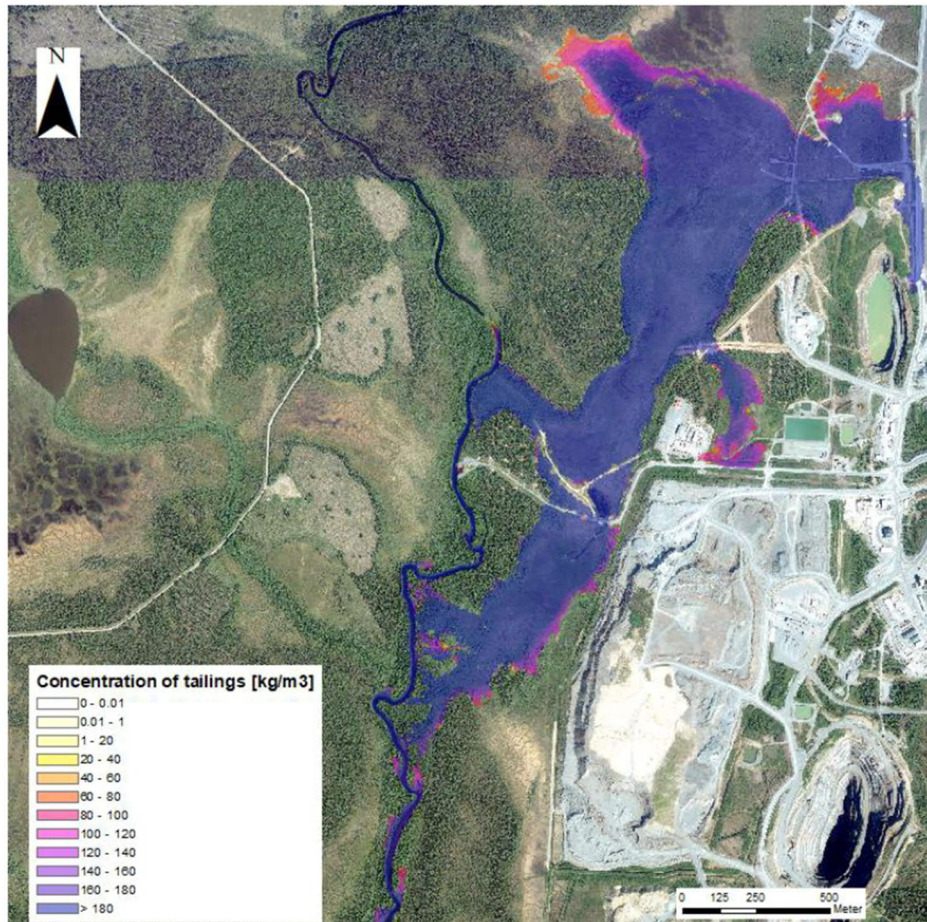 N
Concentration of tailings [kg/m3]
0 - 0.01
0.01 - 1
1 - 20
20 - 40
40 - 60
60 - 80
80 - 100
100 - 120
120 - 140
140 - 160
160 - 180
> 180
0 125 250 500
Meter